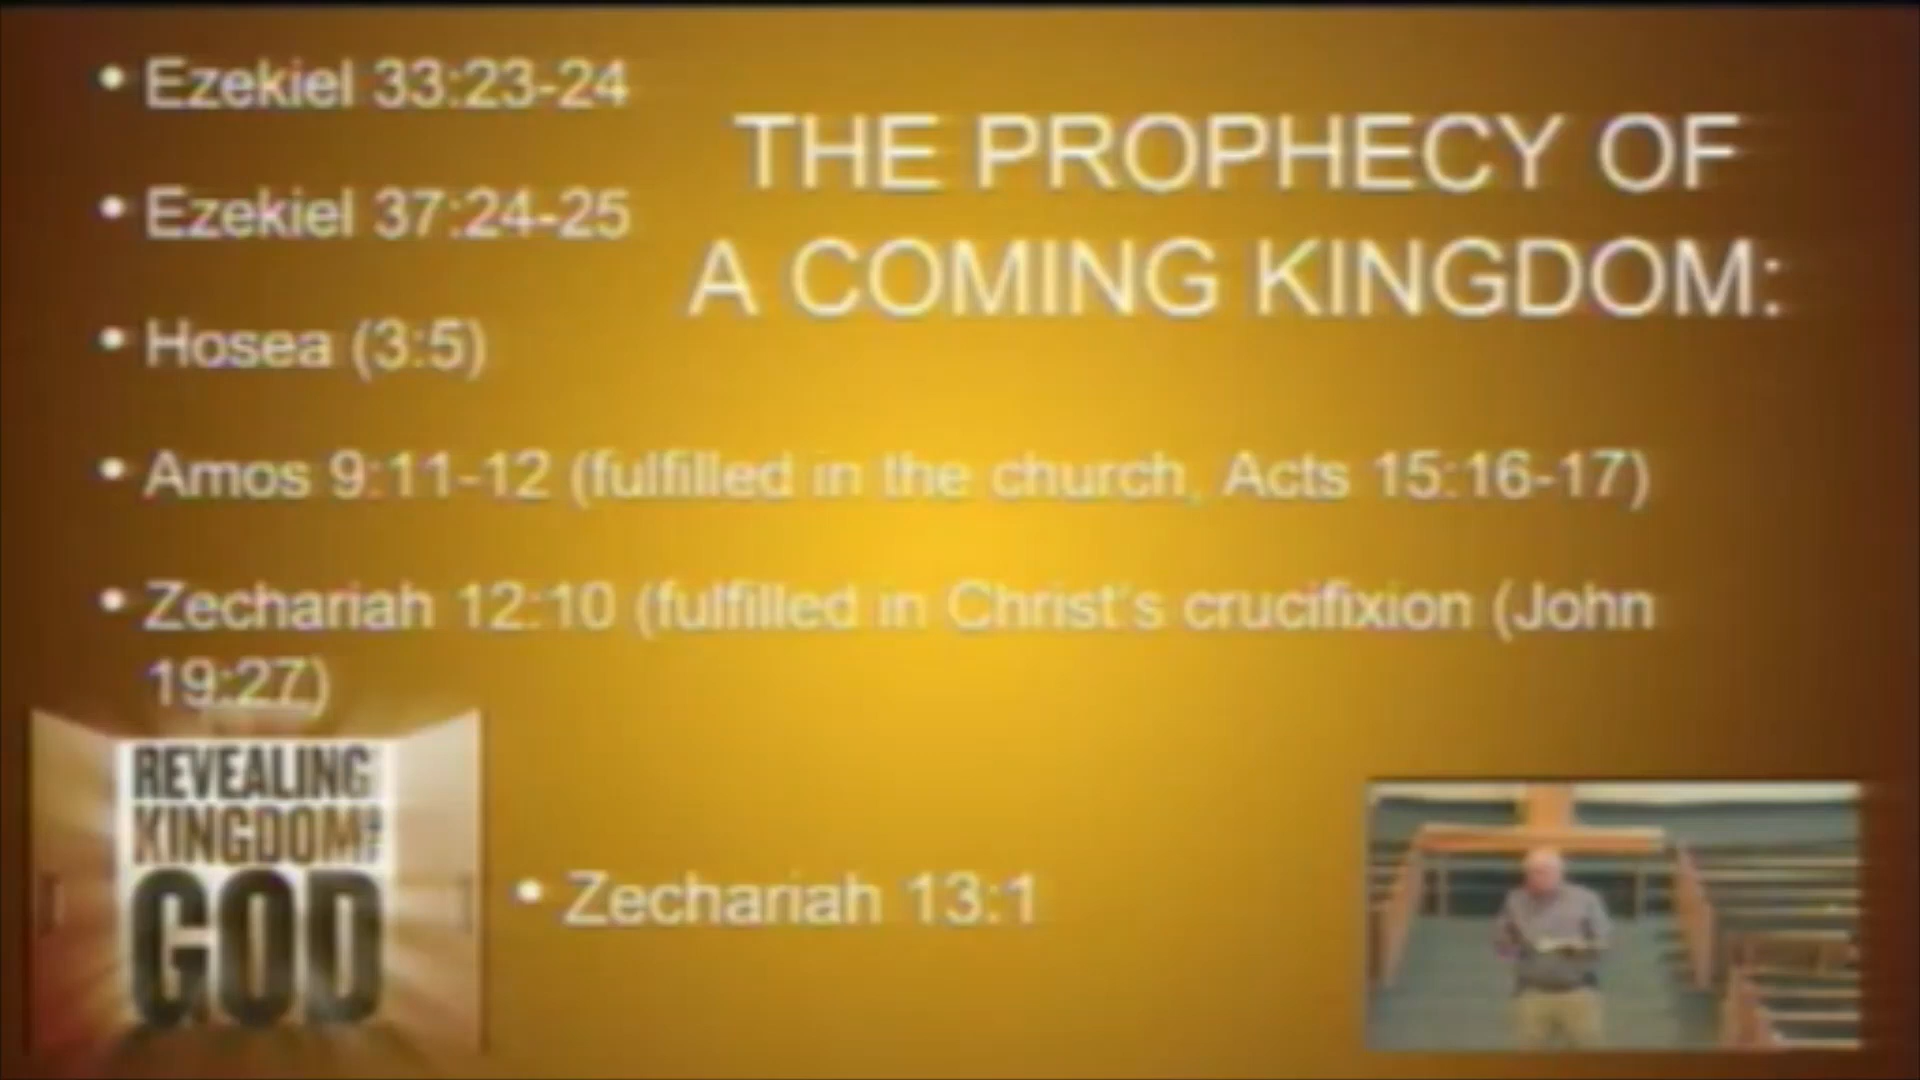 • Ezekiel 33:23-24
• Ezekiel 37:24-25
• Hosea (3:5)
THE PROPHECY OF
A COMING KINGDOM:
• Amos 9:11-12 (fulfilled in the church, Acts 15:16-17)
• Zechariah 12:10 (fulfilled in Christ's crucifixion (John
19:27)
REVEALING
KINGDOM OF
GOD
• Zechariah 13:1